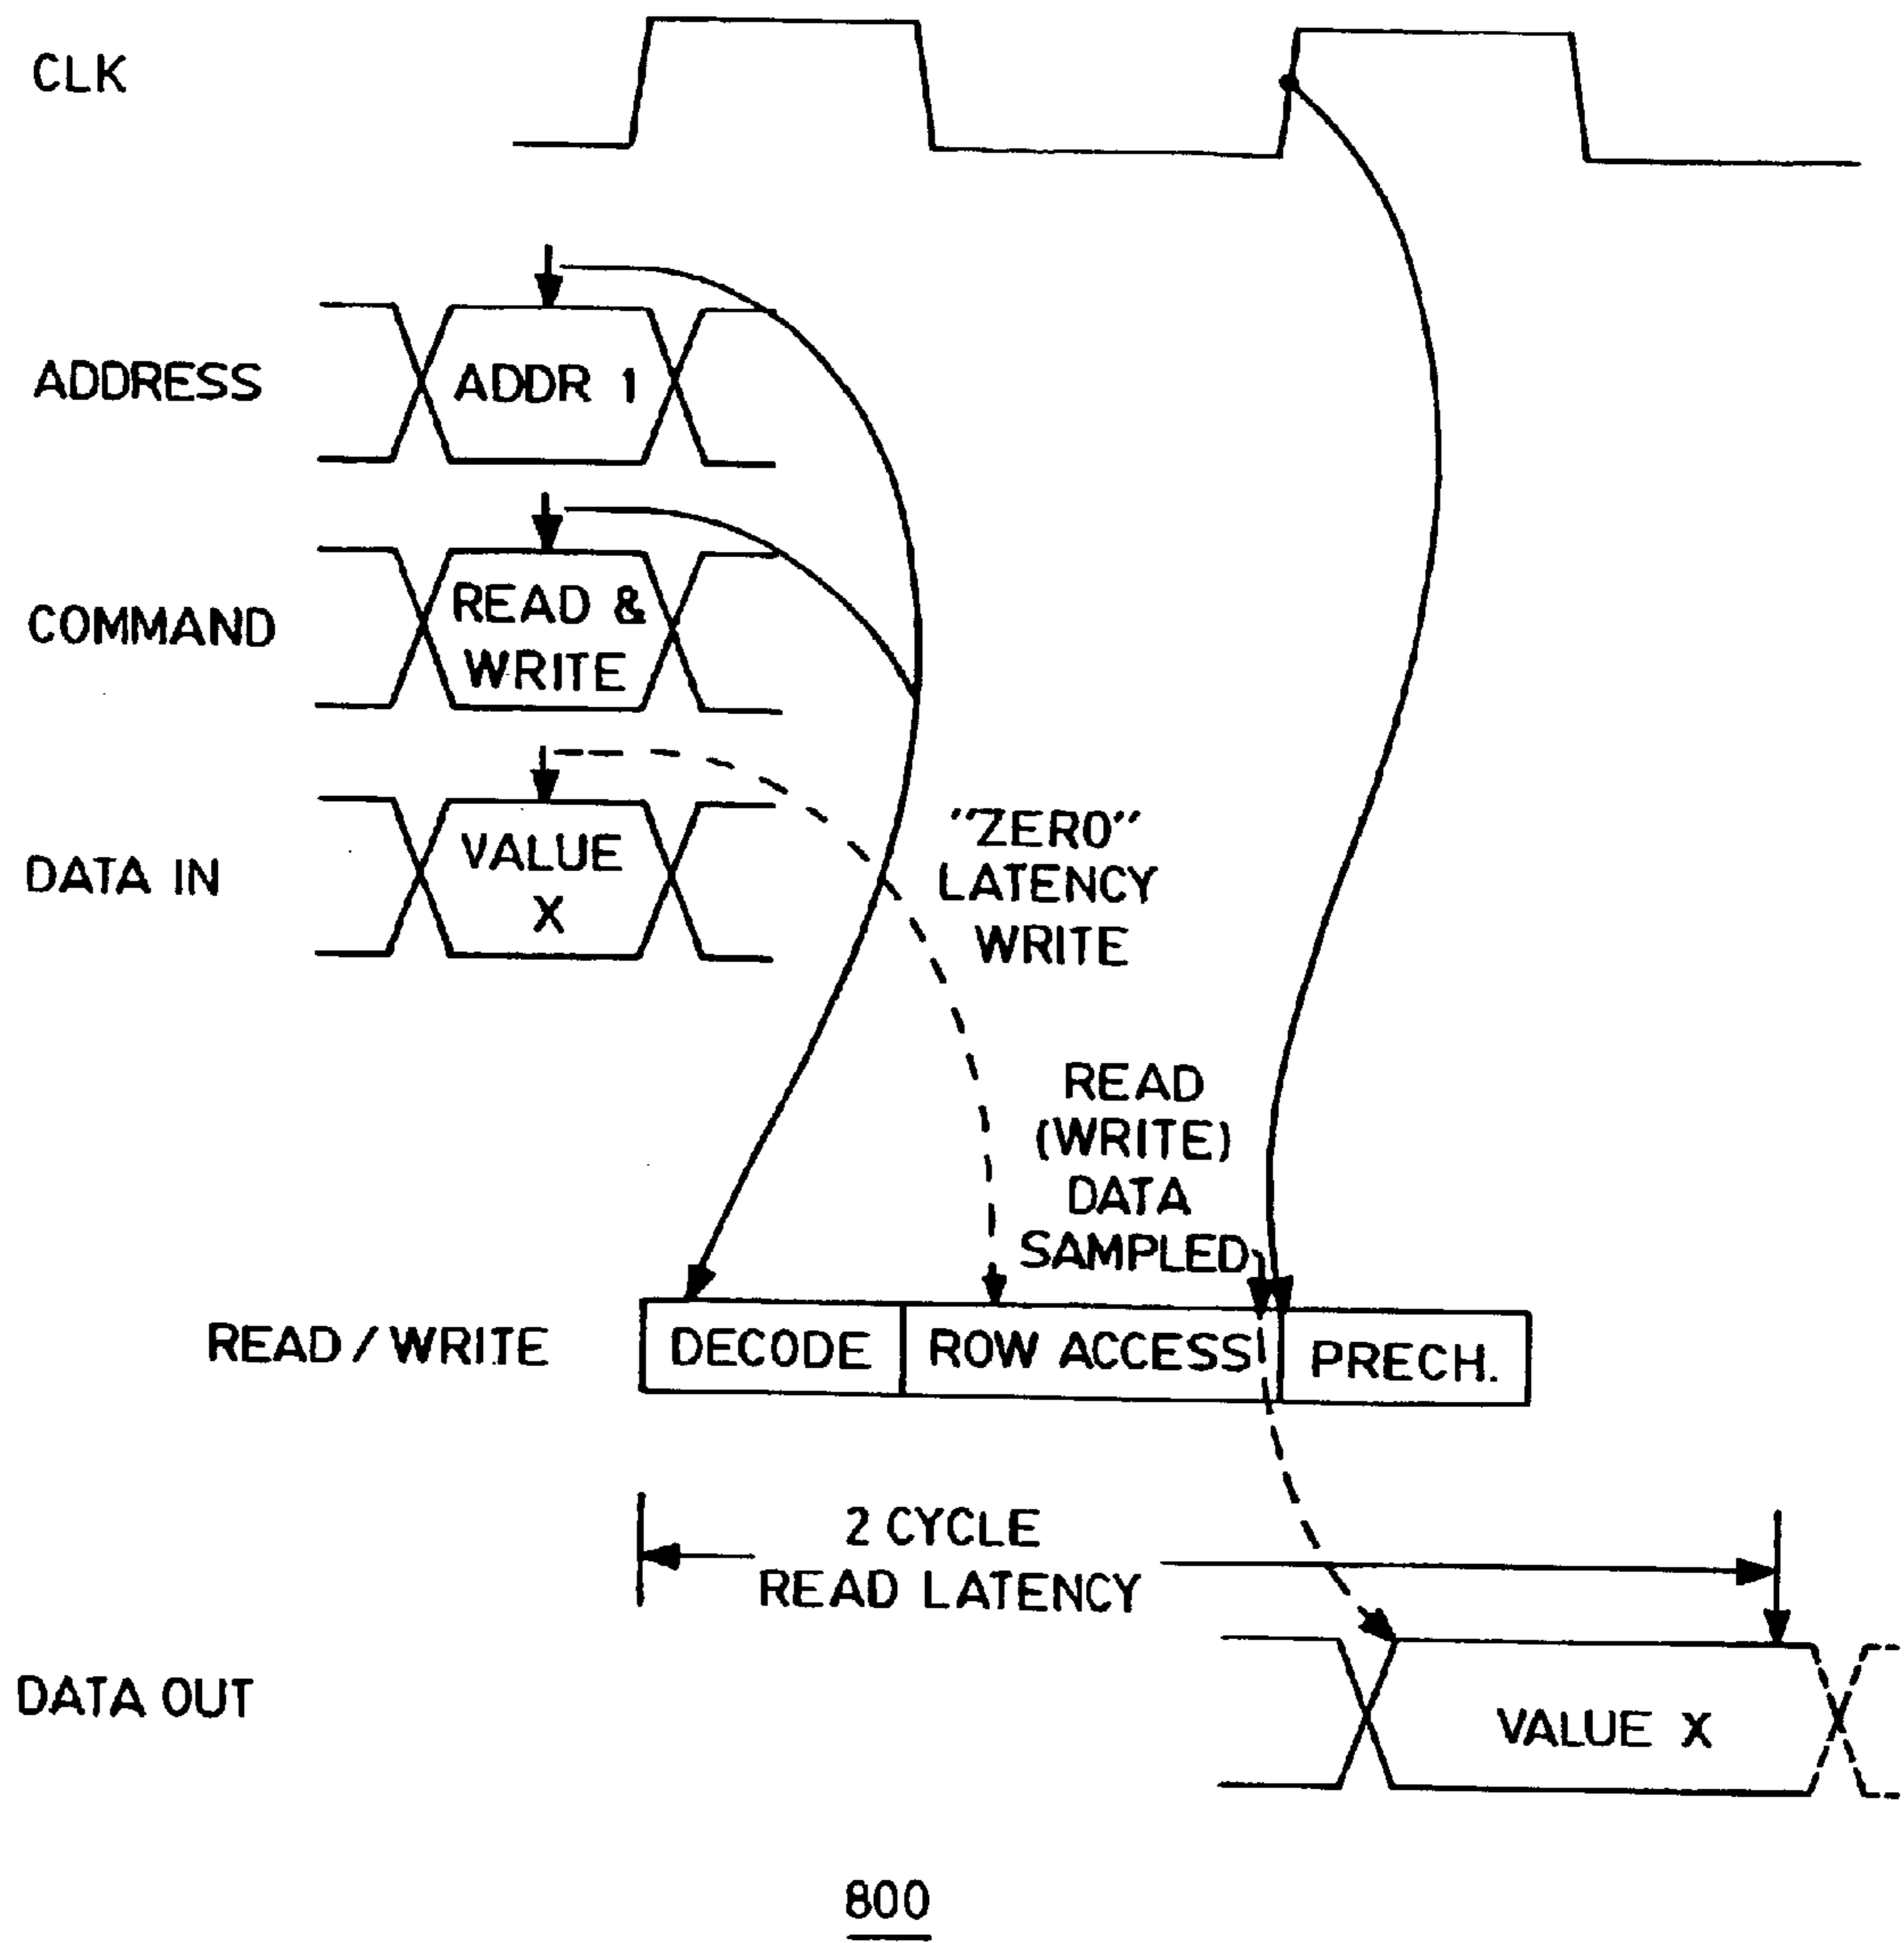 CLK
ADDRESS
ADDR 1
COMMAND
READ &
WRITE
DATA IN
VALUE
X
"ZERO"
LATENCY
WRITE
READ
(WRITE)
DATA
SAMPLED
READ / WRITE
DECODE
ROW ACCESS
PRECH.
2 CYCLE
READ LATENCY
DATA OUT
VALUE X
800